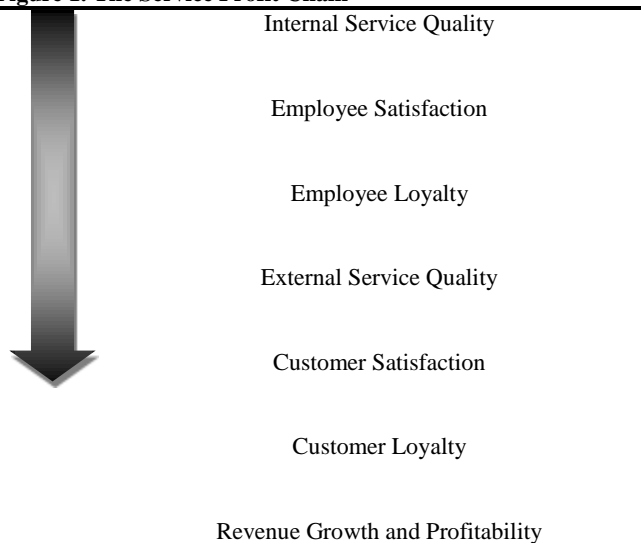 Internal Service Quality
Employee Satisfaction
Employee Loyalty
External Service Quality
Customer Satisfaction
Customer Loyalty
Revenue Growth and Profitability